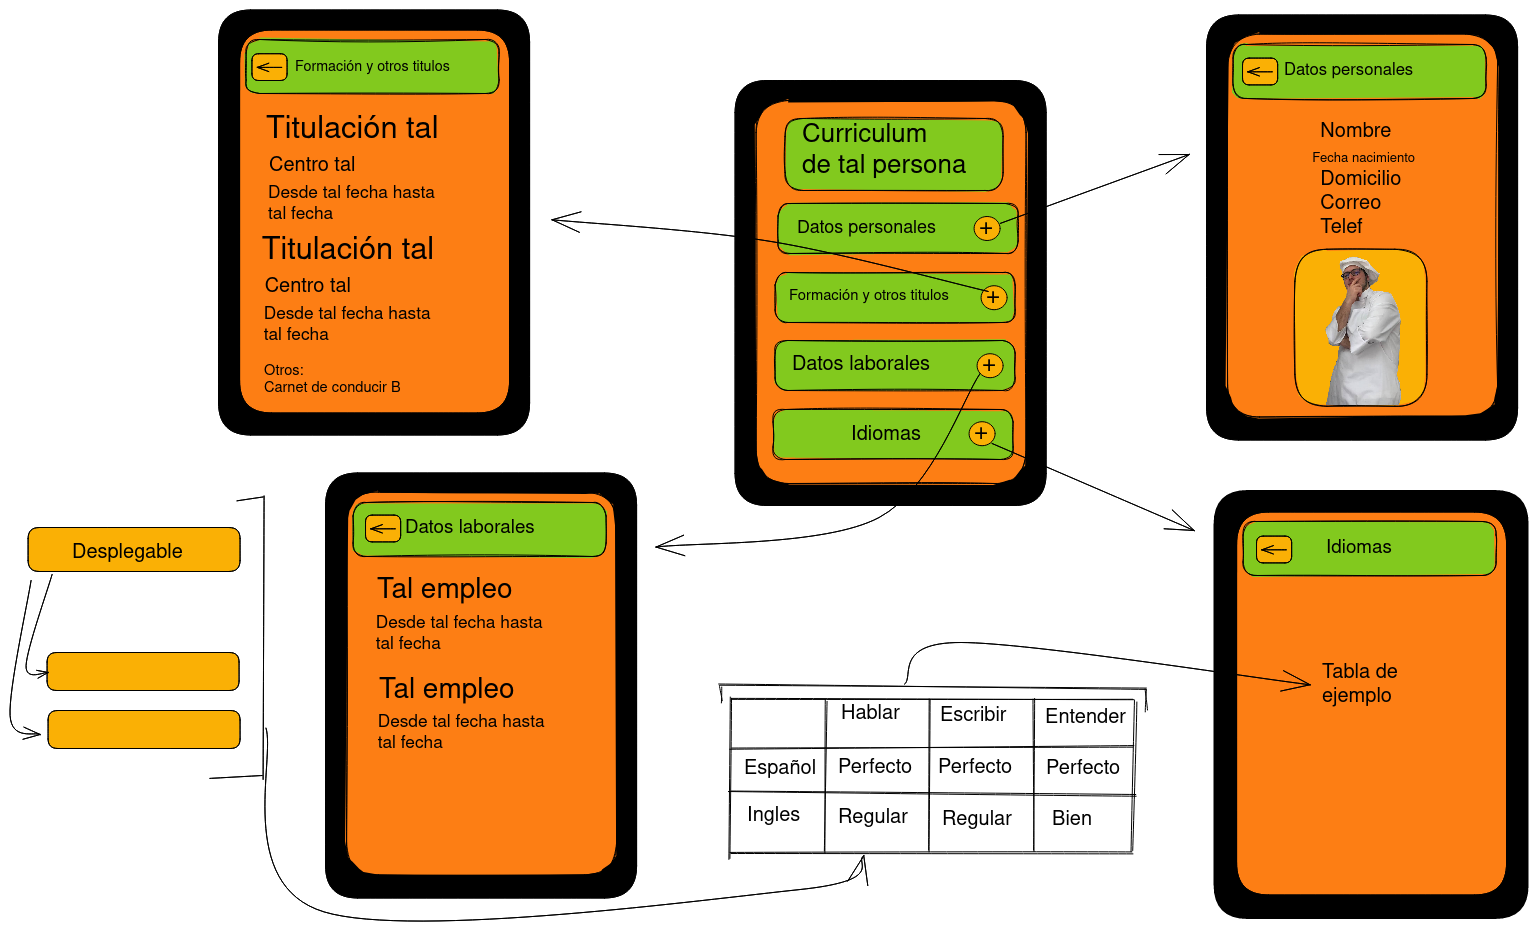 Formación y otros titulos
Titulación tal
Centro tal
Desde tal fecha hasta
tal fecha
Titulación tal
Centro tal
Desde tal fecha hasta
tal fecha
Otros:
Carnet de conducir B
Curriculum
de tal persona
Datos personales
+
Formación y otros titulos
+
Datos laborales
+
Idiomas
+
Datos personales
Nombre
Fecha nacimiento
Domicilio
Correo
Telef
Desplegable
Datos laborales
Tal empleo
Desde tal fecha hasta
tal fecha
Tal empleo
Desde tal fecha hasta
tal fecha
Hablar Escribir Entender
Español Perfecto Perfecto Perfecto
Ingles Regular Regular Bien
Idiomas
Tabla de
ejemplo